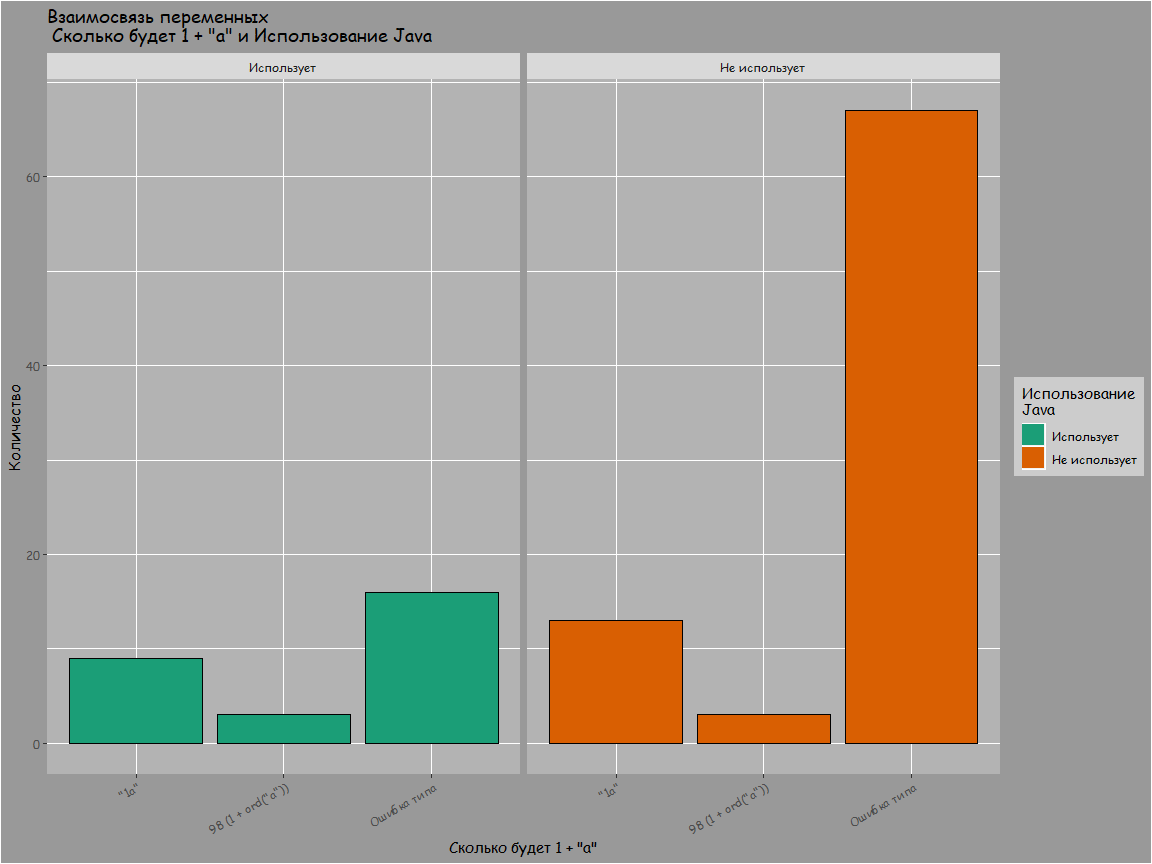 Взаимосвязь переменных
Сколько будет 1 + "a" и Использование Java
Использует
Не использует
60
40
20
0
Количество
"1a"
98 (1 + ord("a"))
Ошибка типа
"1a"
98 (1 + ord("a"))
Ошибка типа
Сколько будет 1 + "a"
Использование
Java
Использует
Не использует